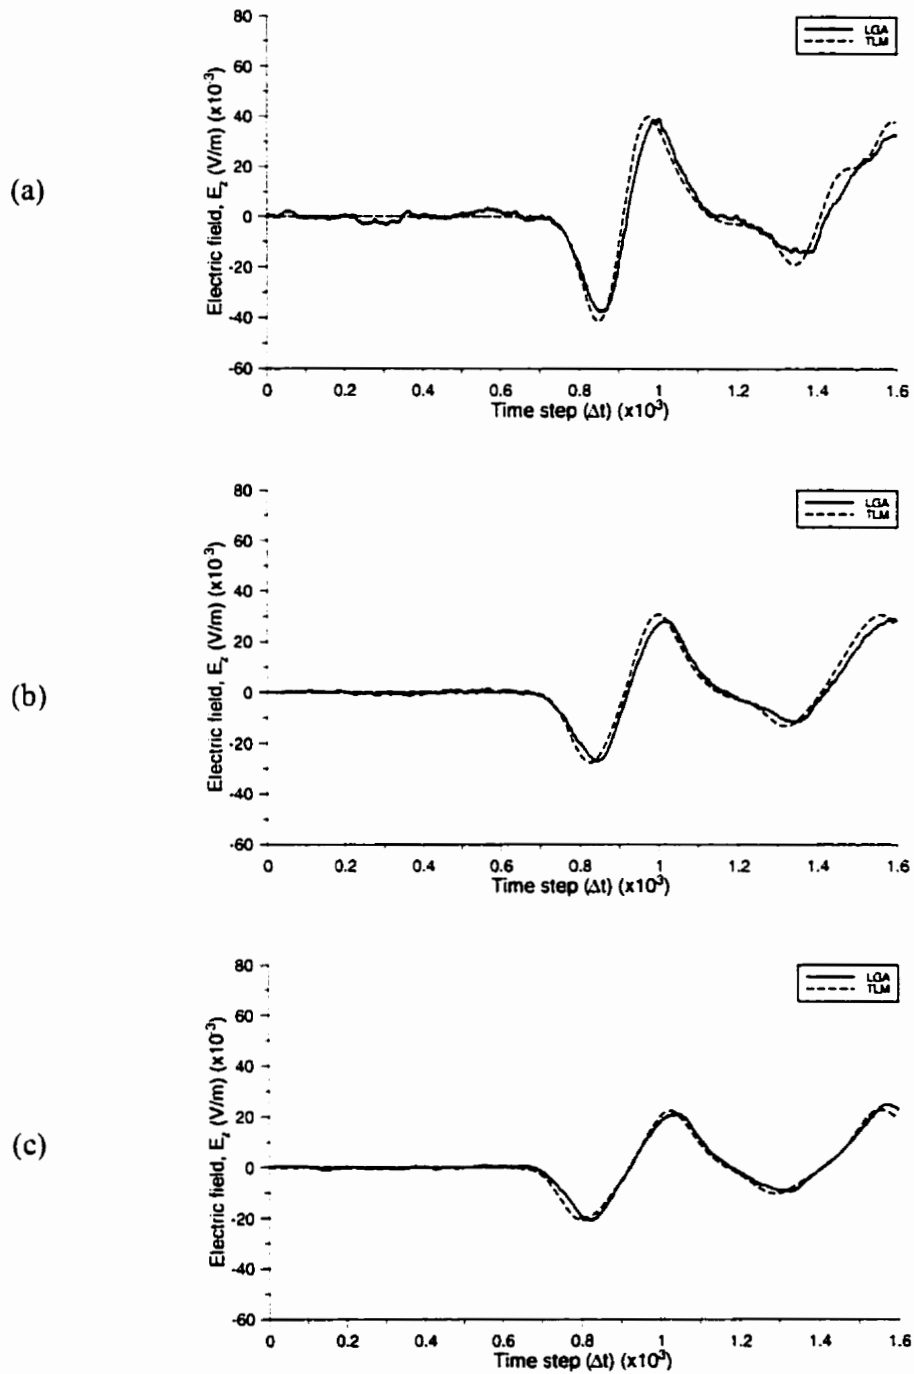 (a)
Electric field, E_z (V/m) (x10^-3)
80
60
40
20
0
-20
-40
-60
LGA
TLM
0 0.2 0.4 0.6 0.8 1 1.2 1.4 1.6
Time step (Δt) (x10^3)
(b)
Electric field, E_z (V/m) (x10^-3)
80
60
40
20
0
-20
-40
-60
LGA
TLM
0 0.2 0.4 0.6 0.8 1 1.2 1.4 1.6
Time step (Δt) (x10^3)
(c)
Electric field, E_z (V/m) (x10^-3)
80
60
40
20
0
-20
-40
-60
LGA
TLM
0 0.2 0.4 0.6 0.8 1 1.2 1.4 1.6
Time step (Δt) (x10^3)